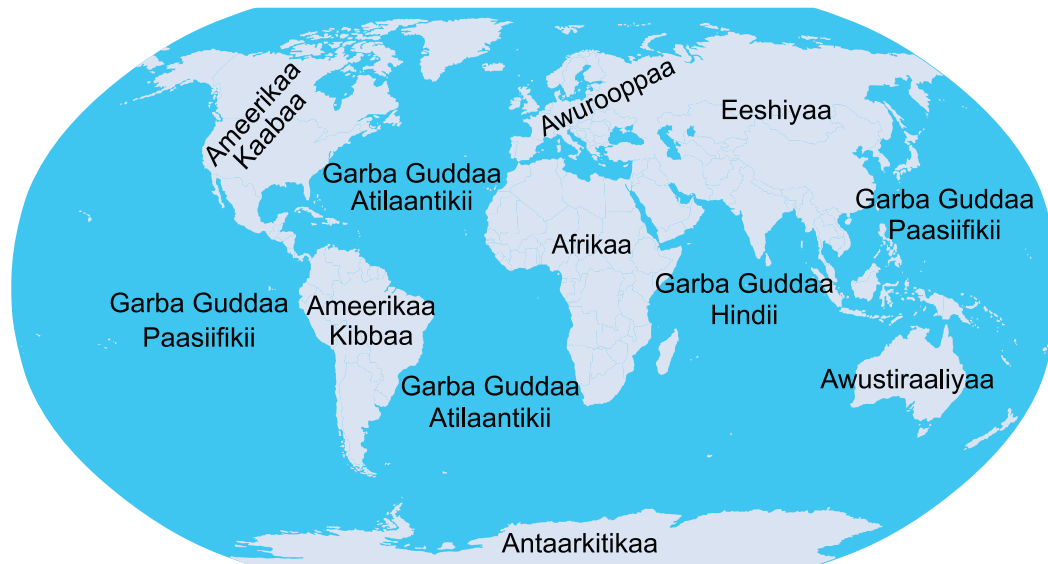 Ameerikaa
Kaabaa
Awurooppaa
Eeshiyaa
Garba Guddaa
Atilaantikii
Garba Guddaa
Paasiifikii
Afrikaa
Garba Guddaa
Hindii
Garba Guddaa
Paasiifikii
Ameerikaa
Kibbaa
Awustiraaliyaa
Garba Guddaa
Atilaantikii
Antaarkitikaa